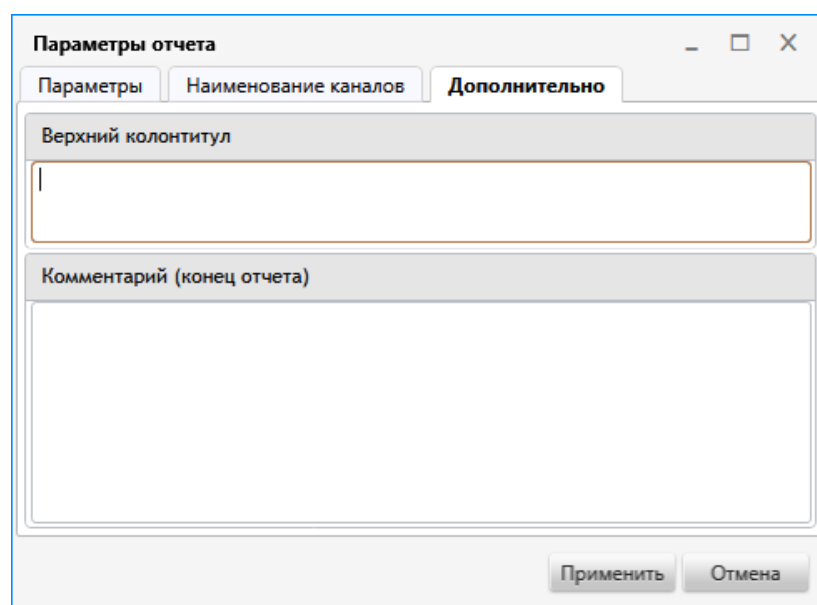 Параметры отчета
Параметры Наименование каналов Дополнительно
Верхний колонтитул
Комментарий (конец отчета)
Применить Отмена